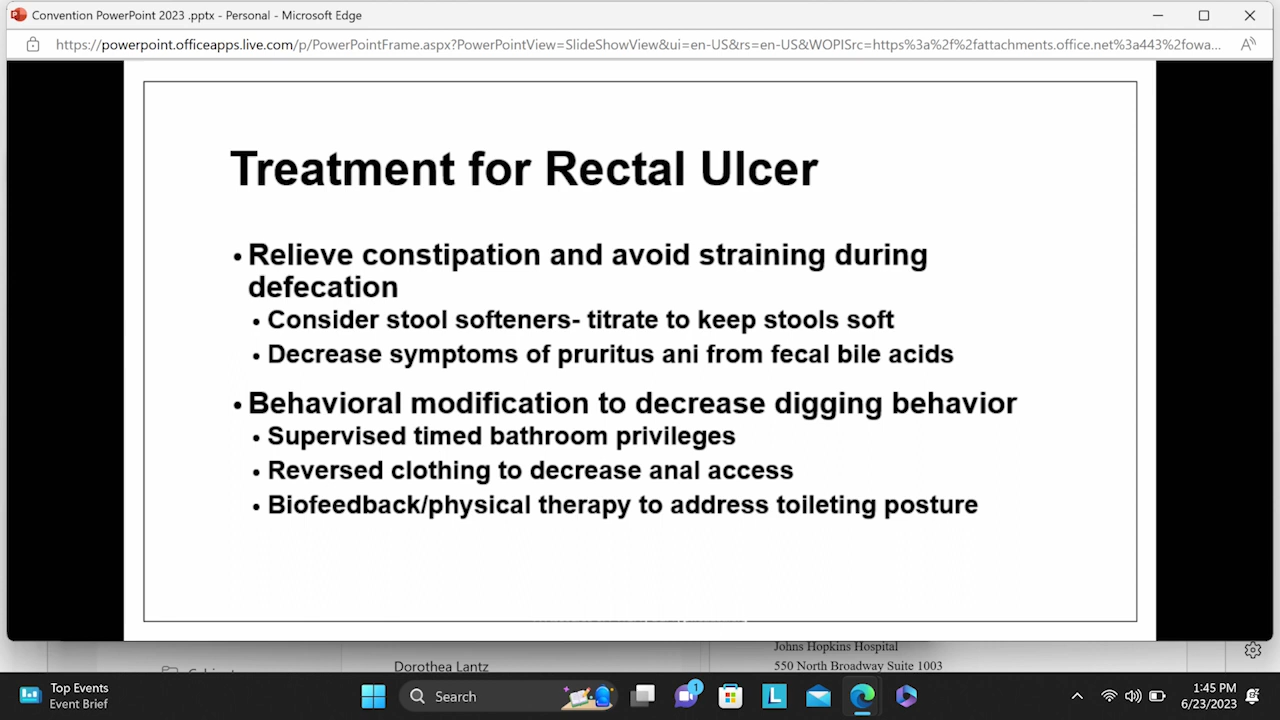 Convention PowerPoint 2023 .pptx - Personal - Microsoft Edge
https://powerpoint.officeapps.live.com/p/PowerPointFrame.aspx?PowerPointView=SlideShowView&ui=en-US&rs=en-US&WOPISrc=https%3a%2f%2fattachments.office.net%3a443%2fowa...
Treatment for Rectal Ulcer
• Relieve constipation and avoid straining during
defecation
• Consider stool softeners- titrate to keep stools soft
• Decrease symptoms of pruritus ani from fecal bile acids
• Behavioral modification to decrease digging behavior
• Supervised timed bathroom privileges
• Reversed clothing to decrease anal access
• Biofeedback/physical therapy to address toileting posture
Johns Hopkins Hospital
Dorothea Lantz
550 North Broadway Suite 1003
Top Events
Event Brief
Search
1
L
1:45 PM
6/23/2023